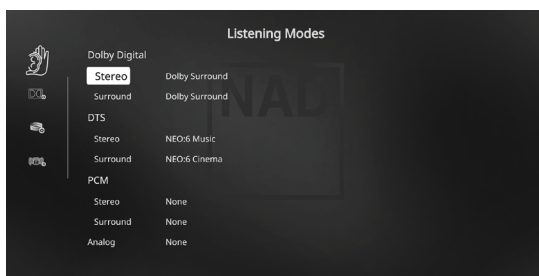 Listening Modes
Dolby Digital
Stereo Dolby Surround
Surround Dolby Surround
NAD
DTS
Stereo NEO:6 Music
Surround NEO:6 Cinema
PCM
Stereo None
Surround None
Analog None